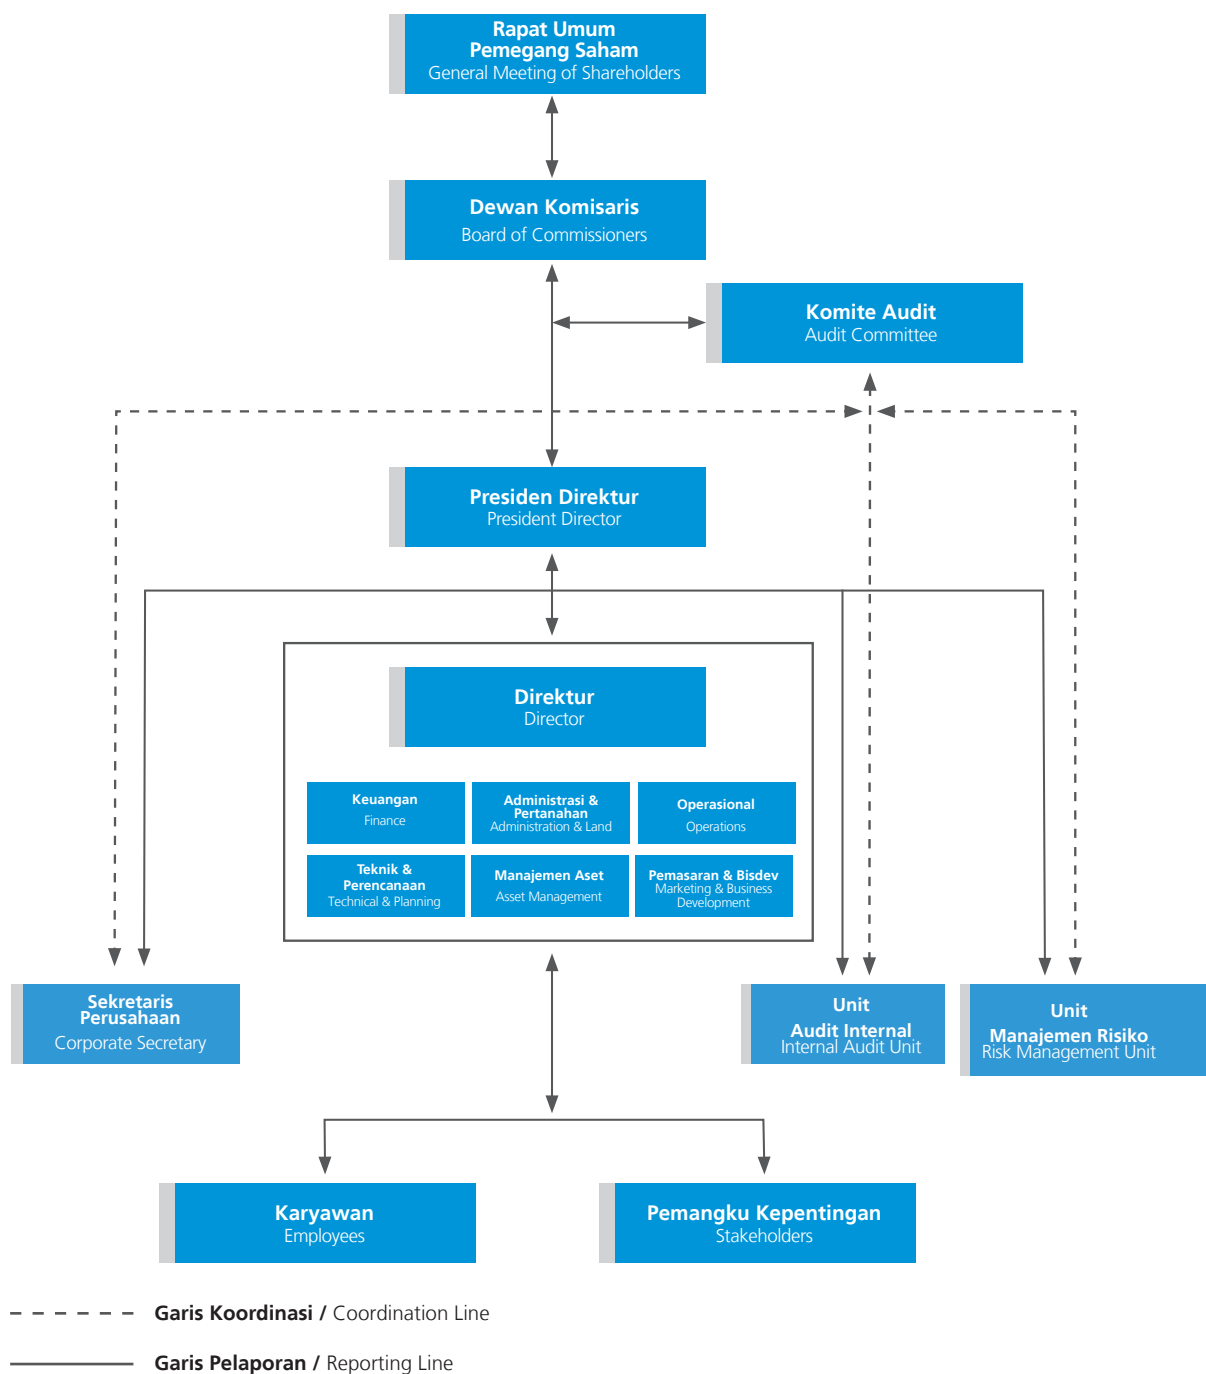 Rapat Umum
Pemegang Saham
General Meeting of Shareholders
Dewan Komisaris
Board of Commissioners
Komite Audit
Audit Committee
Presiden Direktur
President Director
Direktur
Director
Keuangan
Finance
Administrasi &
Pertanahan
Administration & Land
Operasional
Operations
Teknik &
Perencanaan
Technical & Planning
Manajemen Aset
Asset Management
Pemasaran & Bisdev
Marketing & Business
Development
Sekretaris
Perusahaan
Corporate Secretary
Unit
Audit Internal
Internal Audit Unit
Unit
Manajemen Risiko
Risk Management Unit
Karyawan
Employees
Pemangku Kepentingan
Stakeholders
Garis Koordinasi / Coordination Line
Garis Pelaporan / Reporting Line